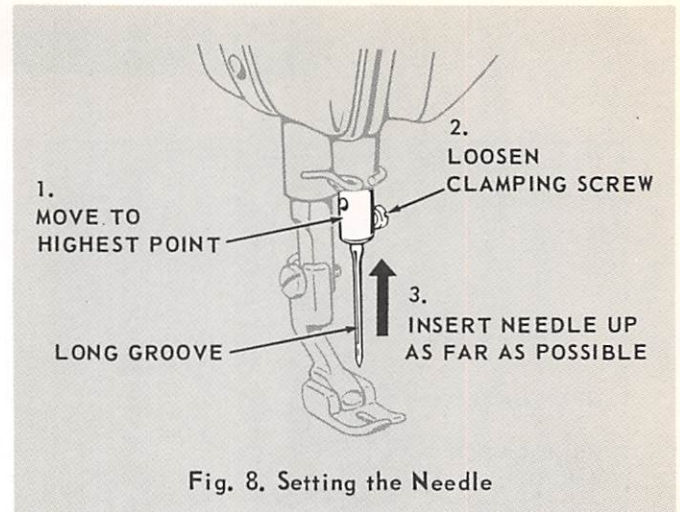 1.
MOVE TO
HIGHEST POINT
2.
LOOSEN
CLAMPING SCREW
3.
INSERT NEEDLE UP
AS FAR AS POSSIBLE
LONG GROOVE
Fig. 8. Setting the Needle